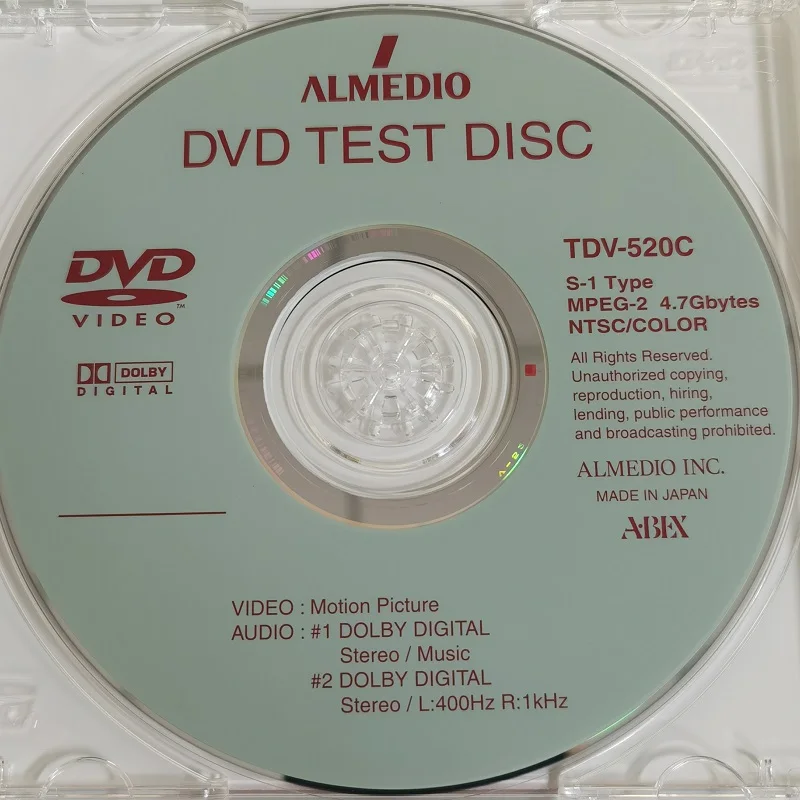 ALMEDIO
DVD TEST DISC
DVD
VIDEO
TM
DOLBY
DIGITAL
TDV-520C
S-1 Type
MPEG-2 4.7Gbytes
NTSC/COLOR
All Rights Reserved.
Unauthorized copying,
reproduction, hiring,
lending, public performance
and broadcasting prohibited.
ALMEDIO INC.
MADE IN JAPAN
A·BEX
VIDEO : Motion Picture
AUDIO : #1 DOLBY DIGITAL
Stereo / Music
#2 DOLBY DIGITAL
Stereo / L:400Hz R:1kHz